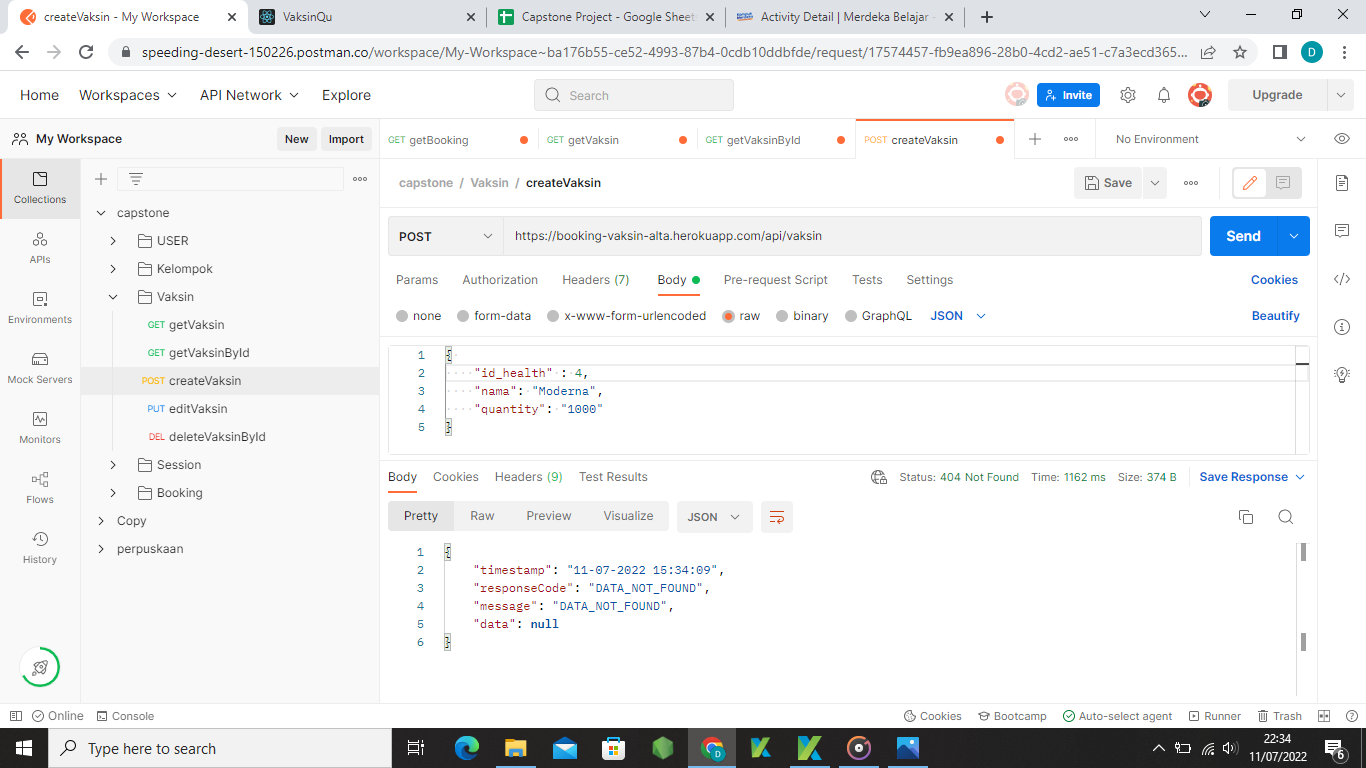 createVaksin - My Workspace
VaksinQu
Capstone Project - Google Sheet
Activity Detail | Merdeka Belajar -
speeding-desert-150226.postman.co/workspace/My-Workspace~ba176b55-ce52-4993-87b4-0cdb10ddbfde/request/17574457-fb9ea896-28b0-4cd2-ae51-c7a3ecd365...
D
Home
Workspaces
API Network
Explore
Search
Invite
Upgrade
My Workspace
New
Import
GET getBooking
GET getVaksin
GET getVaksinById
POST createVaksin
No Environment
Collections
APIs
Environments
Mock Servers
Monitors
Flows
History
capstone
USER
Kelompok
Vaksin
GET getVaksin
GET getVaksinById
POST createVaksin
PUT editVaksin
DEL deleteVaksinById
Session
Booking
Copy
perpuskaan
capstone / Vaksin / createVaksin
Save
POST
https://booking-vaksin-alta.herokuapp.com/api/vaksin
Send
Params
Authorization
Headers (7)
Body
Pre-request Script
Tests
Settings
Cookies
none
form-data
x-www-form-urlencoded
raw
binary
GraphQL
JSON
Beautify
1 {
2 "id_health" : 4,
3 "nama": "Moderna",
4 "quantity": "1000"
5 }
Body
Cookies
Headers (9)
Test Results
Status: 404 Not Found
Time: 1162 ms
Size: 374 B
Save Response
Pretty
Raw
Preview
Visualize
JSON
1 {
2 "timestamp": "11-07-2022 15:34:09",
3 "responseCode": "DATA_NOT_FOUND",
4 "message": "DATA_NOT_FOUND",
5 "data": null
6 }
Online
Console
Cookies
Bootcamp
Auto-select agent
Runner
Trash
Type here to search
D
22:34
11/07/2022
6